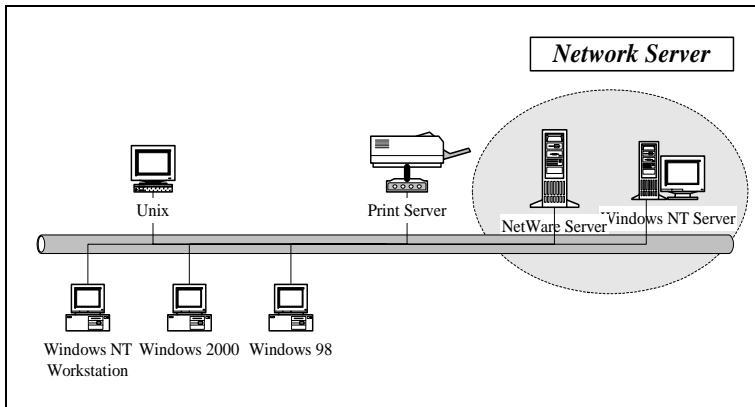 Network Server
Unix
Print Server
NetWare Server
Windows NT Server
Windows NT
Workstation
Windows 2000
Windows 98